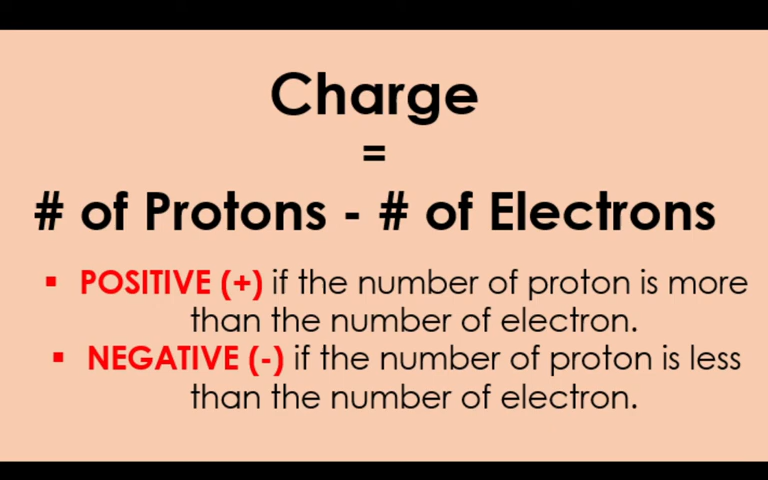 Charge
=
# of Protons - # of Electrons
▪ POSITIVE (+) if the number of proton is more
than the number of electron.
▪ NEGATIVE (-) if the number of proton is less
than the number of electron.